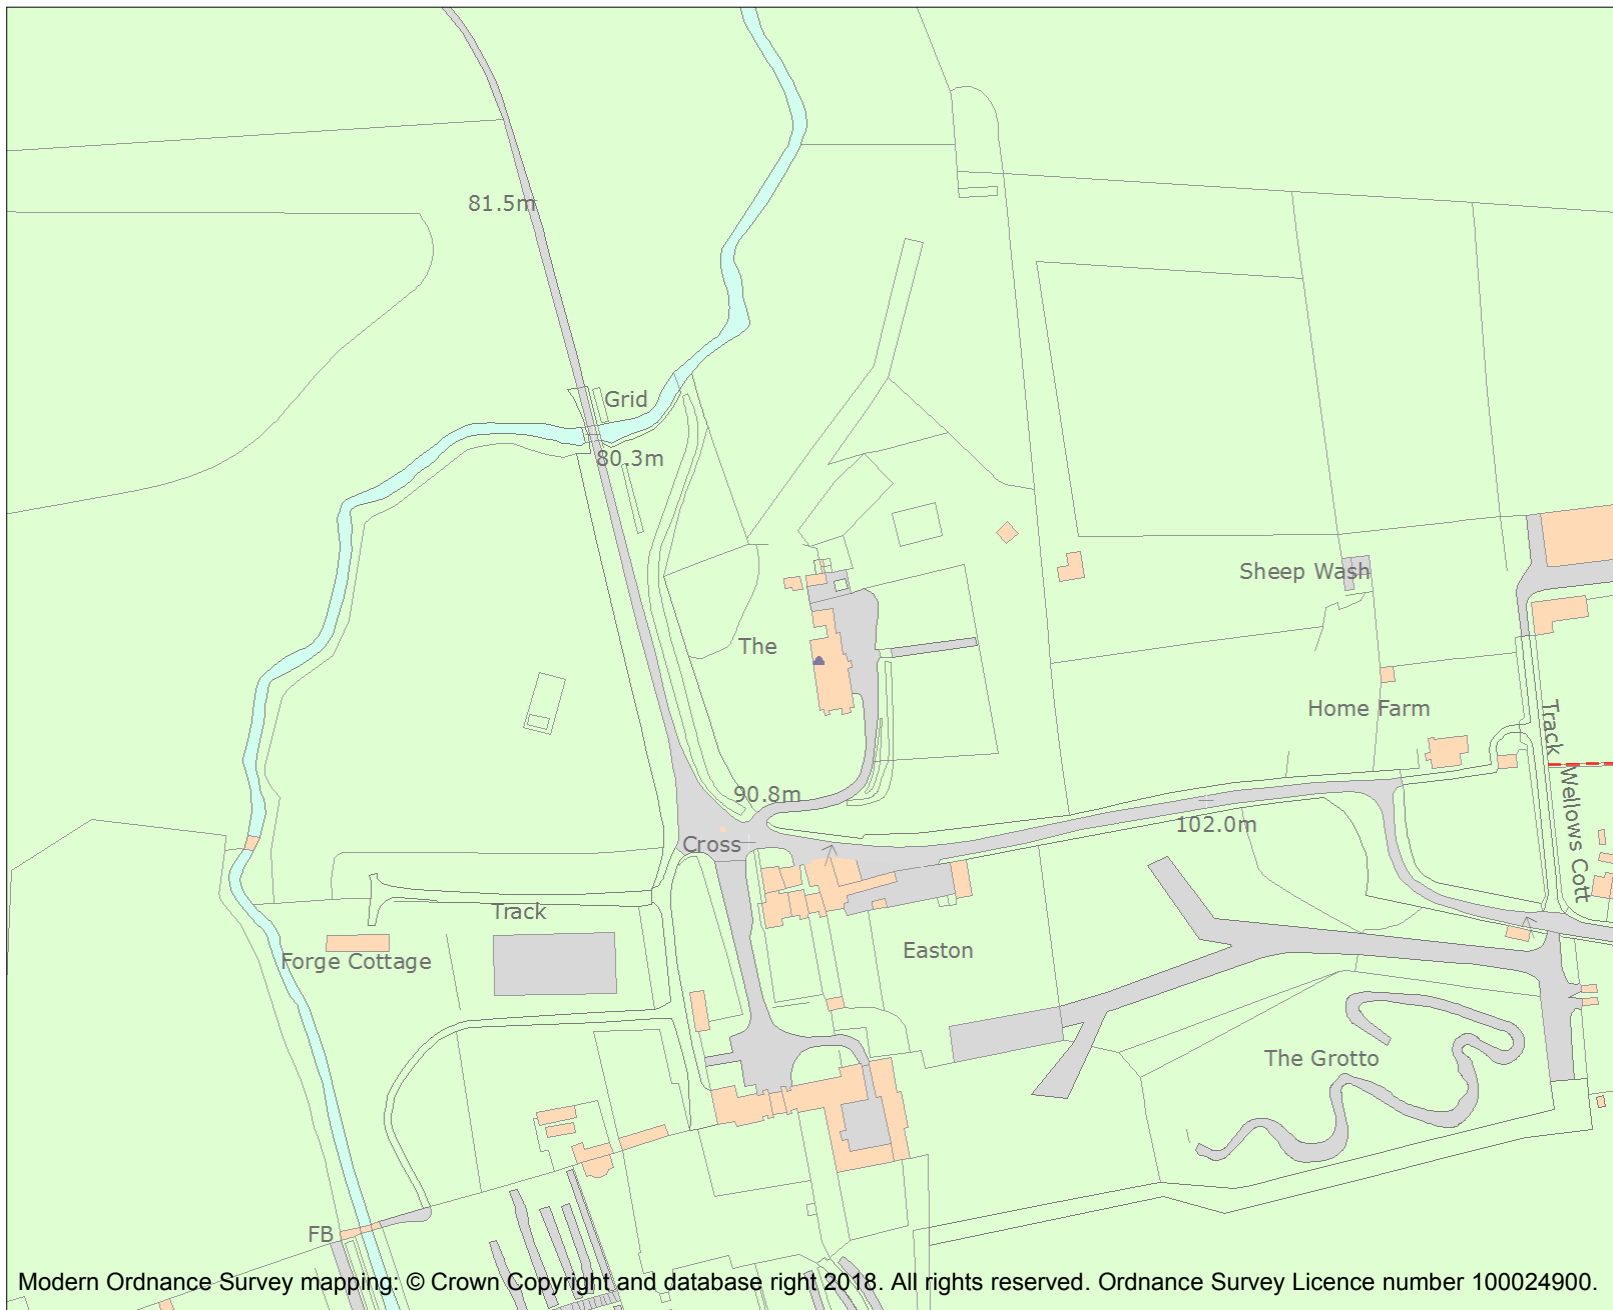 81.5m
Grid
80.3m
Sheep Wash
The
Home Farm
Track
90.8m
Wellows Cott
102.0m
Cross
Track
Easton
Forge Cottage
The Grotto
FB
Modern Ordnance Survey mapping: © Crown Copyright and database right 2018. All rights reserved. Ordnance Survey Licence number 100024900.